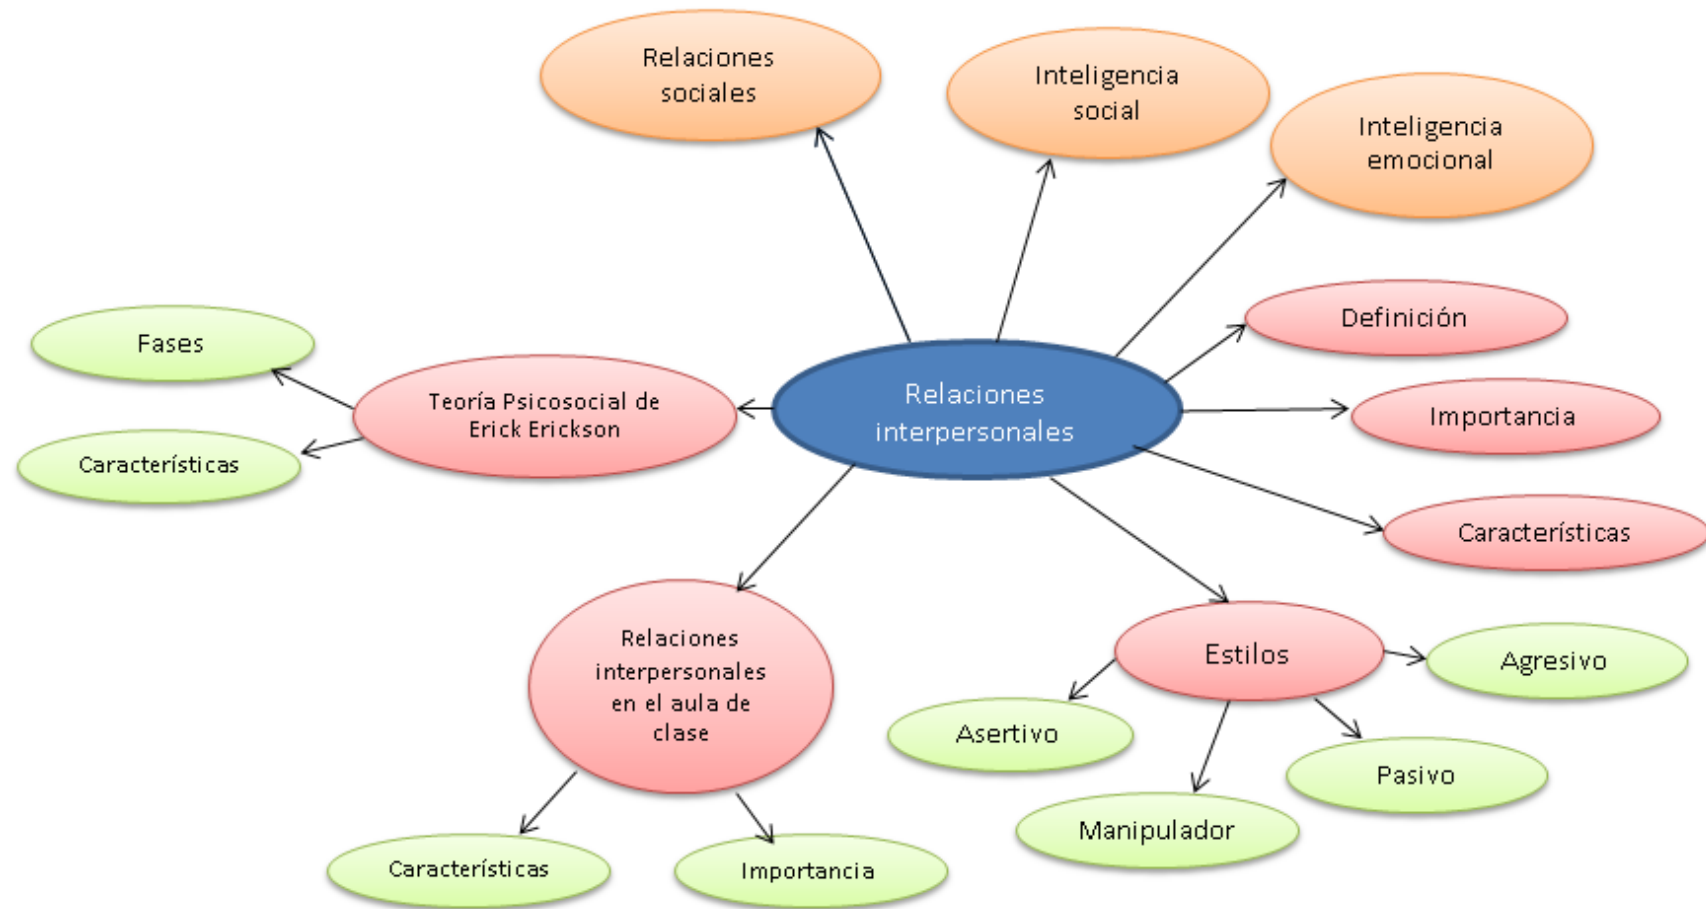 Relaciones
sociales
Inteligencia
social
Inteligencia
emocional
Definición
Fases
Relaciones
interpersonales
Teoría Psicosocial de
Erick Erickson
Importancia
Características
Características
Relaciones
interpersonales
en el aula de
clase
Estilos
Agresivo
Asertivo
Pasivo
Manipulador
Características
Importancia